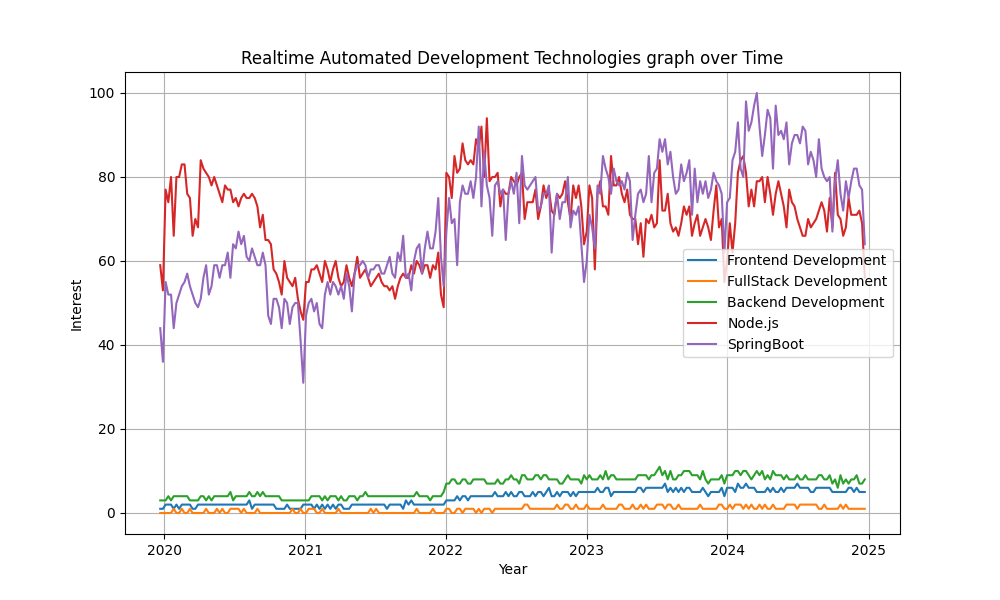 Realtime Automated Development Technologies graph over Time
100
80
60
40
20
0
Interest
Frontend Development
FullStack Development
Backend Development
Node.js
SpringBoot
2020
2021
2022
2023
2024
2025
Year